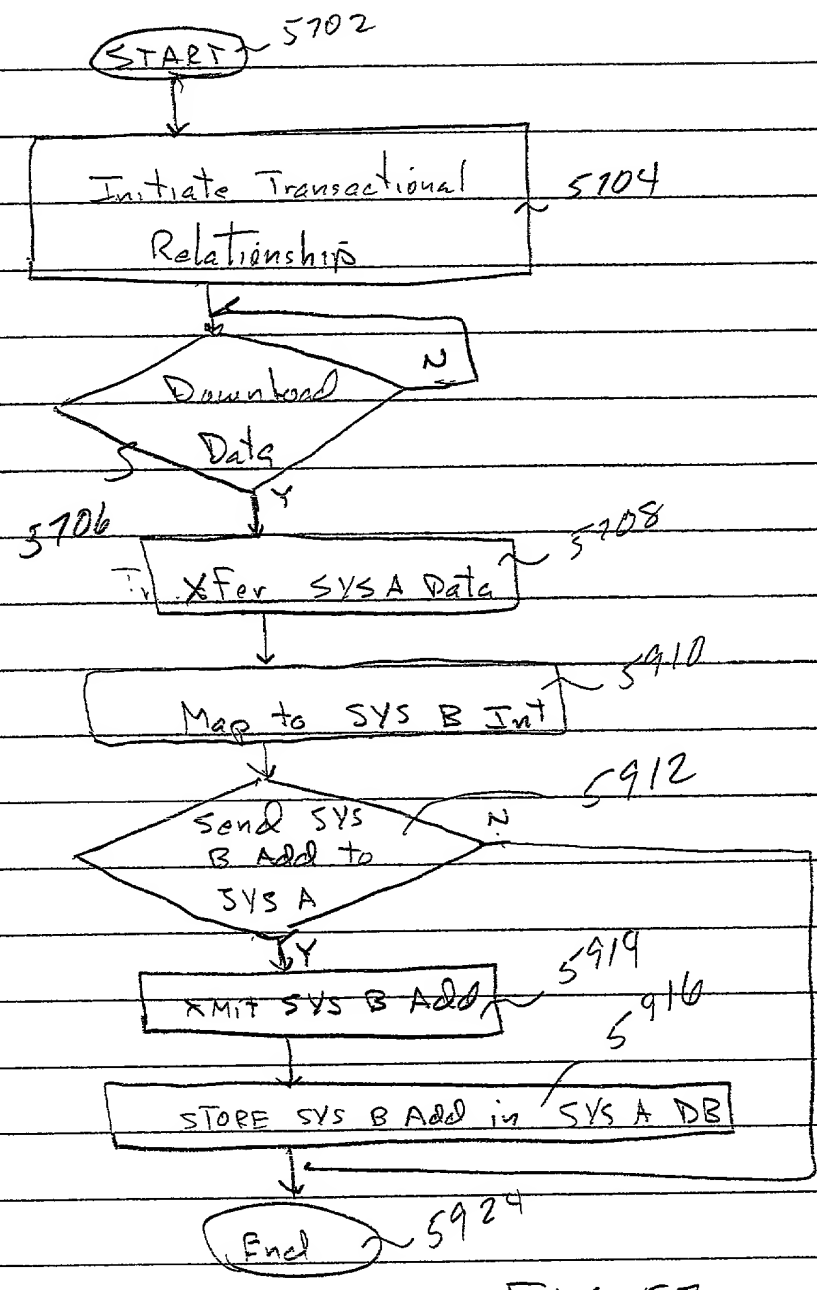 START 5702
Initiate Transactional 5704
Relationship
N
Download
Data
Y
5706
5708
Xfer SYS A Data
5910
Map to SYS B Int
5912
Send SYS N
B Add to
SYS A
Y
5914
XMIT SYS B Add
5916
STORE SYS B Add in SYS A DB
End 5924